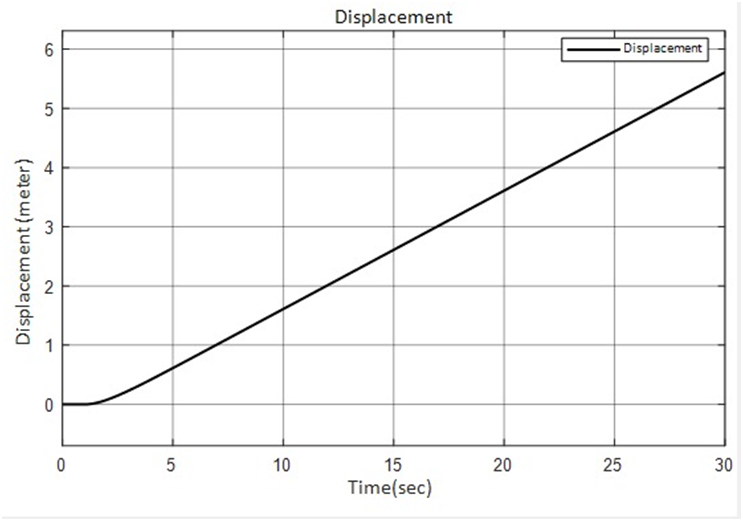 Displacement
Displacement
6
5
4
3
2
1
0
Displacement (meter)
0 5 10 15 20 25 30
Time(sec)